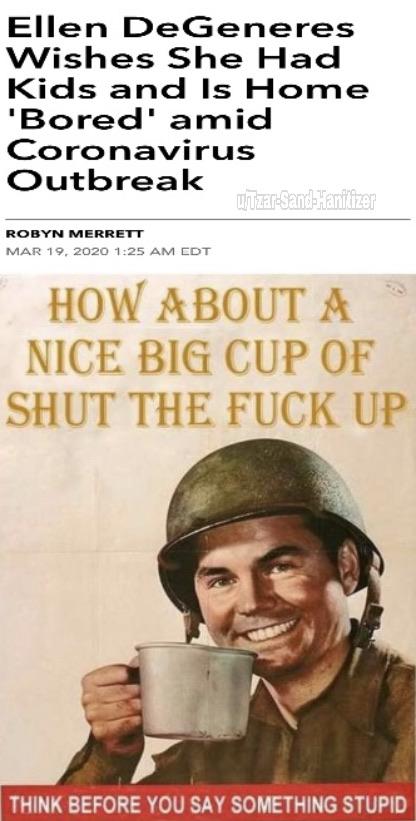 Ellen DeGeneres
Wishes She Had
Kids and Is Home
'Bored' amid
Coronavirus
Outbreak
u/Tzar-Sand-Hanitizer
ROBYN MERRETT
MAR 19, 2020 1:25 AM EDT
HOW ABOUT A
NICE BIG CUP OF
SHUT THE FUCK UP
THINK BEFORE YOU SAY SOMETHING STUPID